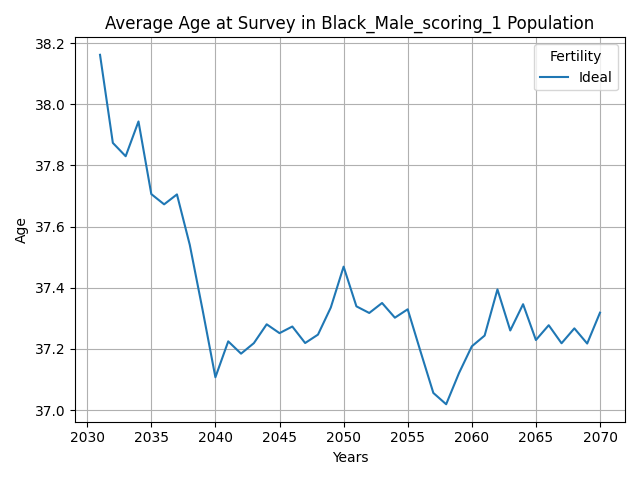 Average Age at Survey in Black_Male_scoring_1 Population
Fertility
Ideal
38.2
38.0
37.8
37.6
37.4
37.2
37.0
Age
2030 2035 2040 2045 2050 2055 2060 2065 2070
Years